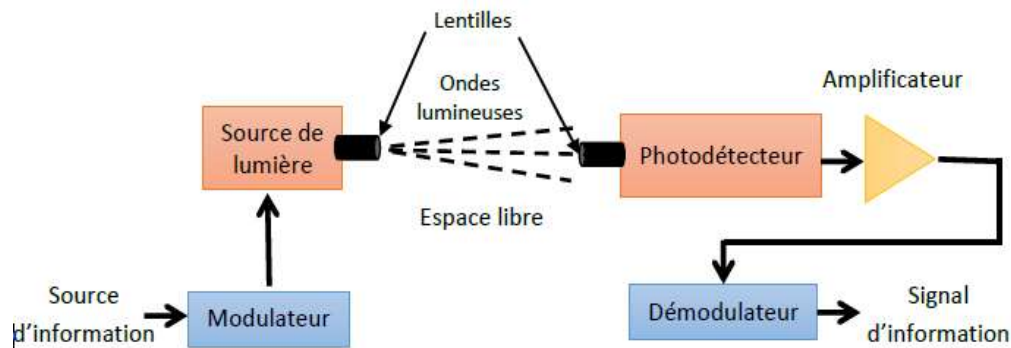 Lentilles
Amplificateur
Ondes
lumineuses
Source de
lumière
Photodétecteur
Espace libre
Source
d'information
Modulateur
Démodulateur
Signal
d'information